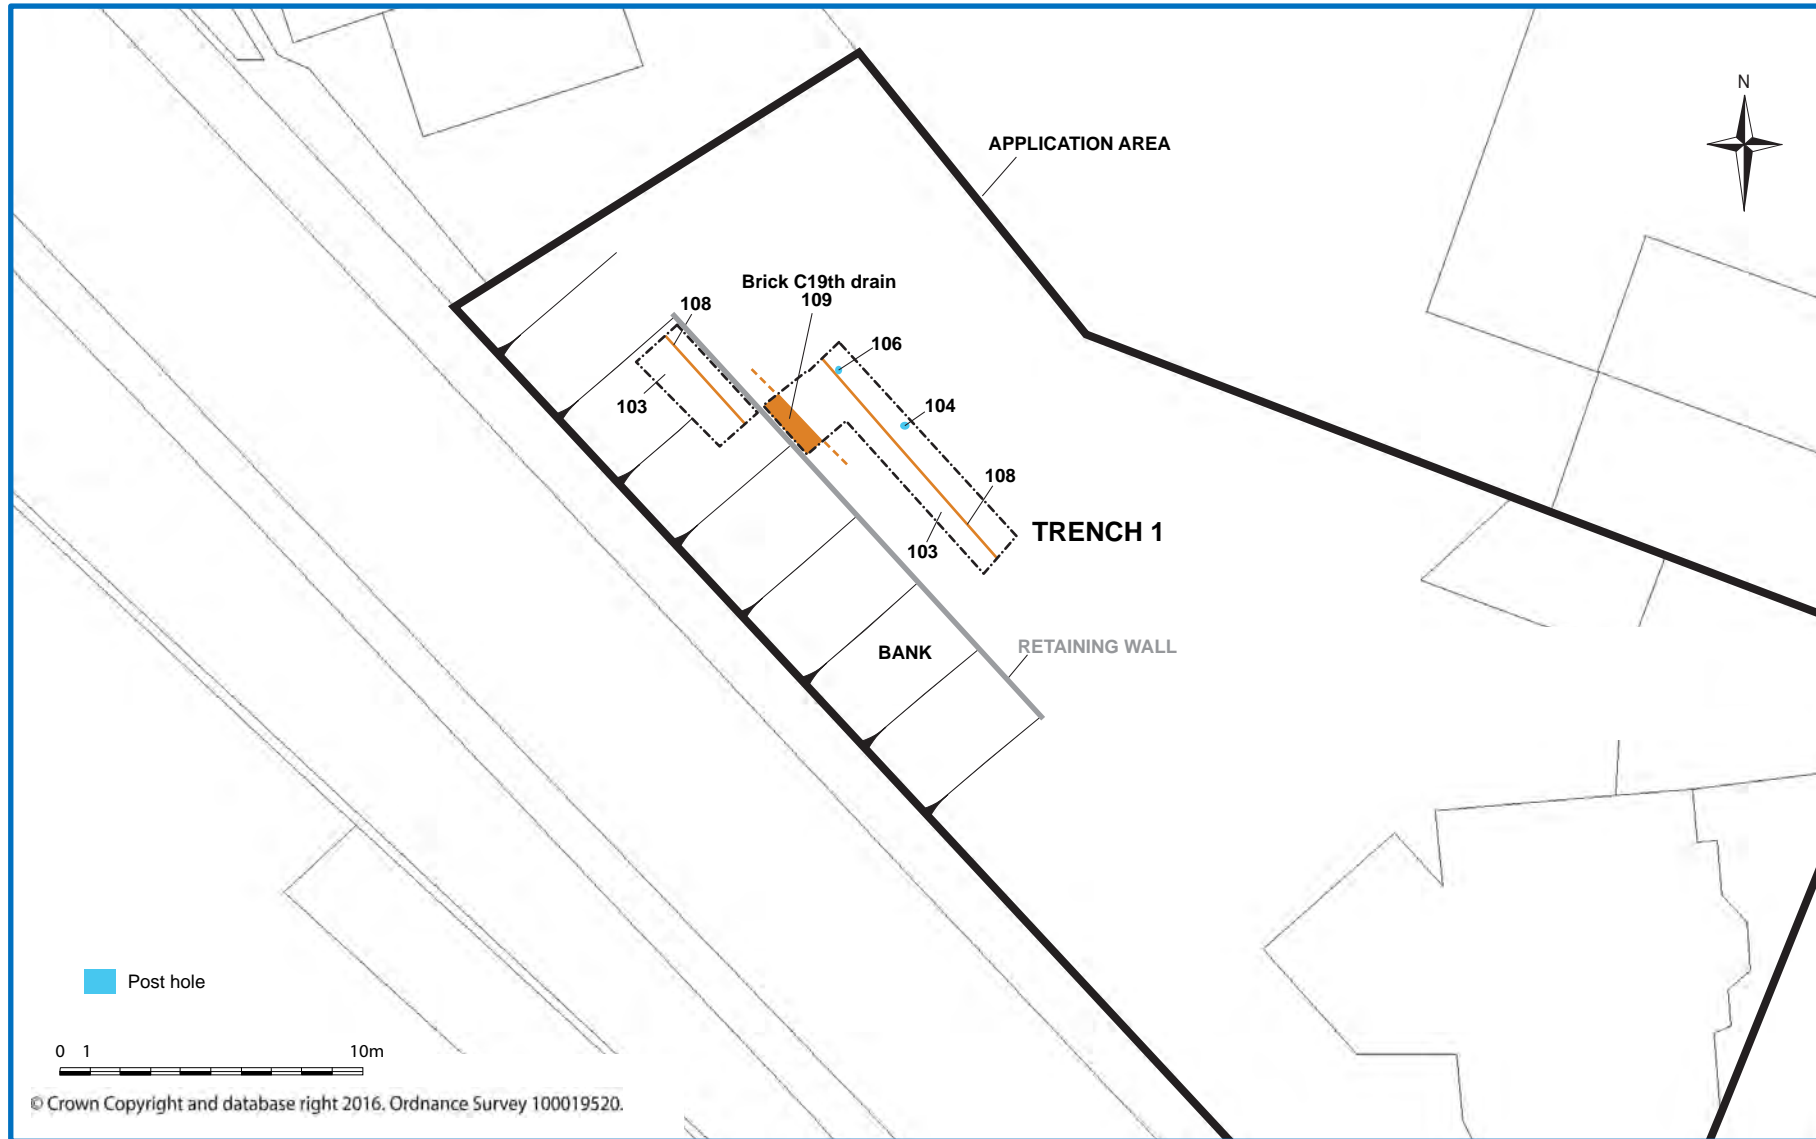 N
APPLICATION AREA
Brick C19th drain
109
108
106
104
103
108
103
TRENCH 1
BANK
RETAINING WALL
Post hole
0 1 10m
© Crown Copyright and database right 2016. Ordnance Survey 100019520.